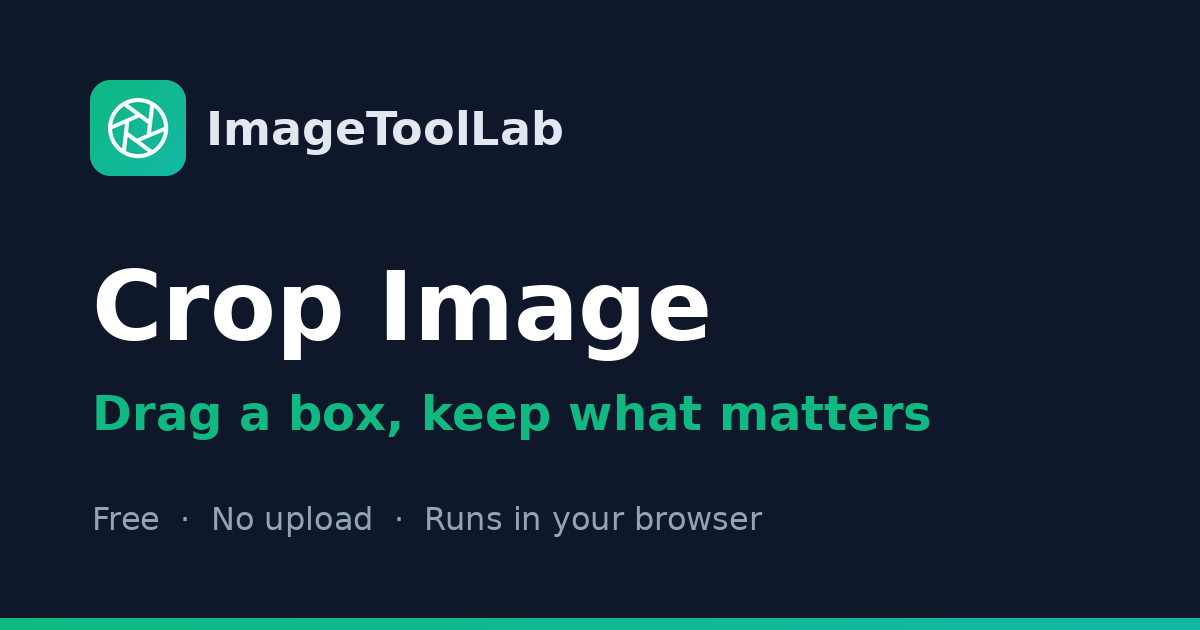 ImageToolLab
Crop Image
Drag a box, keep what matters
Free · No upload · Runs in your browser